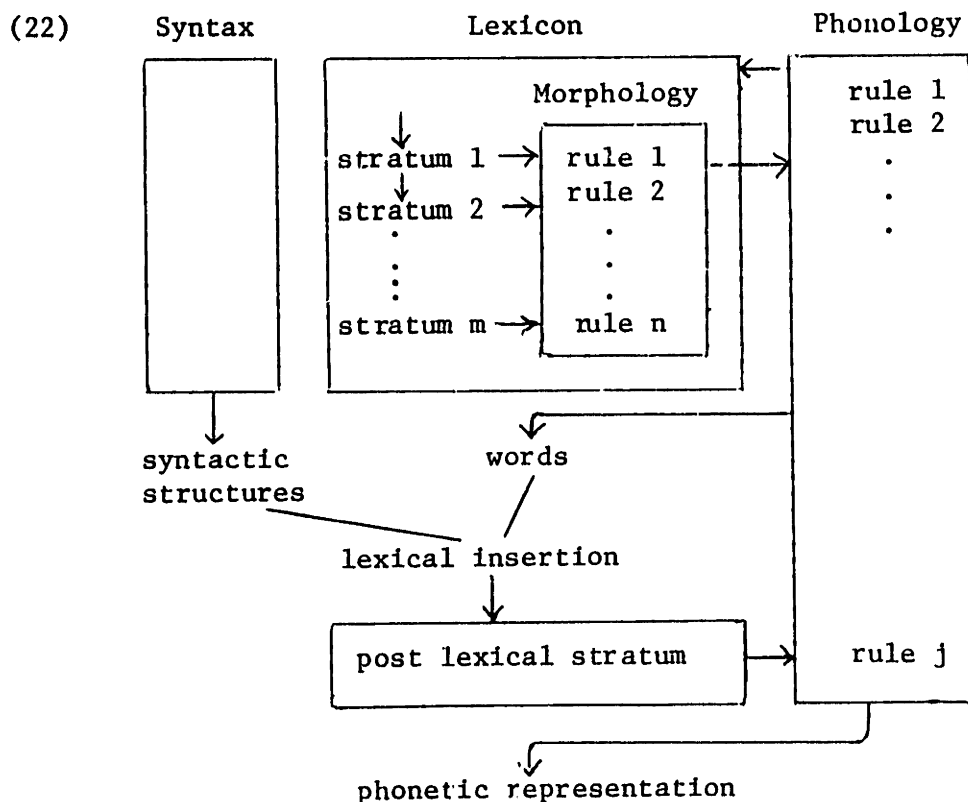 (22) Syntax Lexicon Phonology
Morphology
rule 1
rule 2
.
.
.
stratum 1
stratum 2
.
.
.
.
stratum m
rule 1
rule 2
.
.
.
rule n
syntactic
structures
words
lexical insertion
post lexical stratum
rule j
phonetic representation